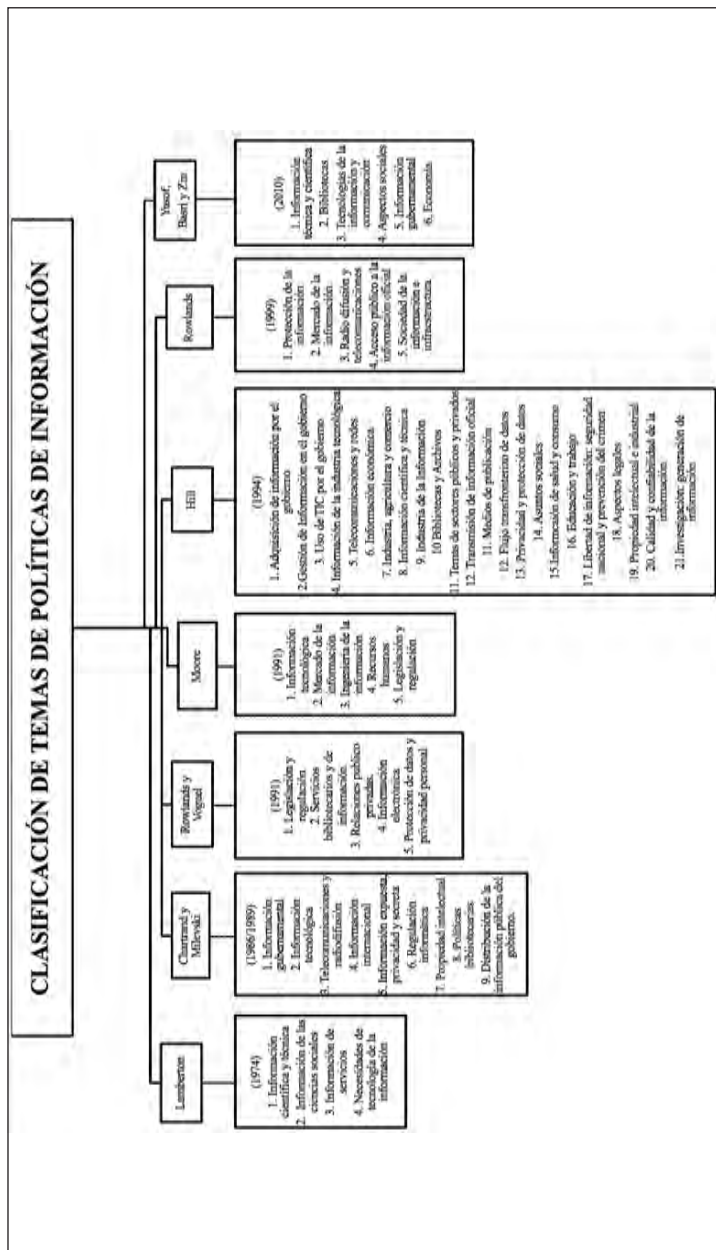 CLASIFICACIÓN DE TEMAS DE POLÍTICAS DE INFORMACIÓN
Lamberton
(1974)
1. Información
científica y técnica
2. Información de las
ciencias sociales
3. Información de
servicios
4. Necesidades de
tecnología de la
información
Chartrand y
Milevski
(1986/1989)
1. Información
gubernamental
2. Información
tecnológica
3. Telecomunicaciones y
radiodifusión
4. Información
internacional
5. Información expuesta,
privacidad y secreta
6. Regulación
informática
7. Propiedad intelectual
8. Políticas
bibliotecarias
9. Distribución de la
información pública del
gobierno.
Rowlands y
Voguel
(1991)
1. Legislación y
regulación
2. Servicios
bibliotecarios y de
información
3. Relaciones publico
privadas.
4. Información
electrónica
5. Protección de datos y
privacidad personal
Moore
(1991)
1. Información
tecnológica
2. Mercado de la
información
3. Ingeniería de la
información
4. Recursos
humanos
5. Legislación y
regulación
Hill
(1994)
1. Adquisición de información por el
gobierno
2.Gestión de Información en el gobierno
3. Uso de TIC por el gobierno
4. Información de la industria tecnológica
5. Telecomunicaciones y redes
6. Información económica
7. Industria, agricultura y comercio
8. Información científica y técnica
9. Industria de la Información
10 Bibliotecas y Archivos
11. Temas de sectores públicos y privados
12. Transmisión de información oficial
11. Medios de publicación
12. Flujo transfronterizo de datos
13. Privacidad y protección de datos
14. Asuntos sociales
15.Información de salud y consumo
16. Educación y trabajo
17. Libertad de información: seguridad
nacional y prevención del crimen
18. Aspectos legales
19. Propiedad intelectual e industrial
20. Calidad y confiabilidad de la
información
21.Investigación: generación de
información
Rowlands
(1999)
1. Protección de la
información
2. Mercado de la
información
3. Radio difusión y
telecomunicaciones
4. Acceso público a la
información oficial
5. Sociedad de la
información e
infraestructura
Yusof,
Basri y Zin
(2010)
1. Información
técnica y científica
2. Bibliotecas
3. Tecnologías de la
información y
comunicación
4. Aspectos sociales
5. Información
gubernamental
6. Economía